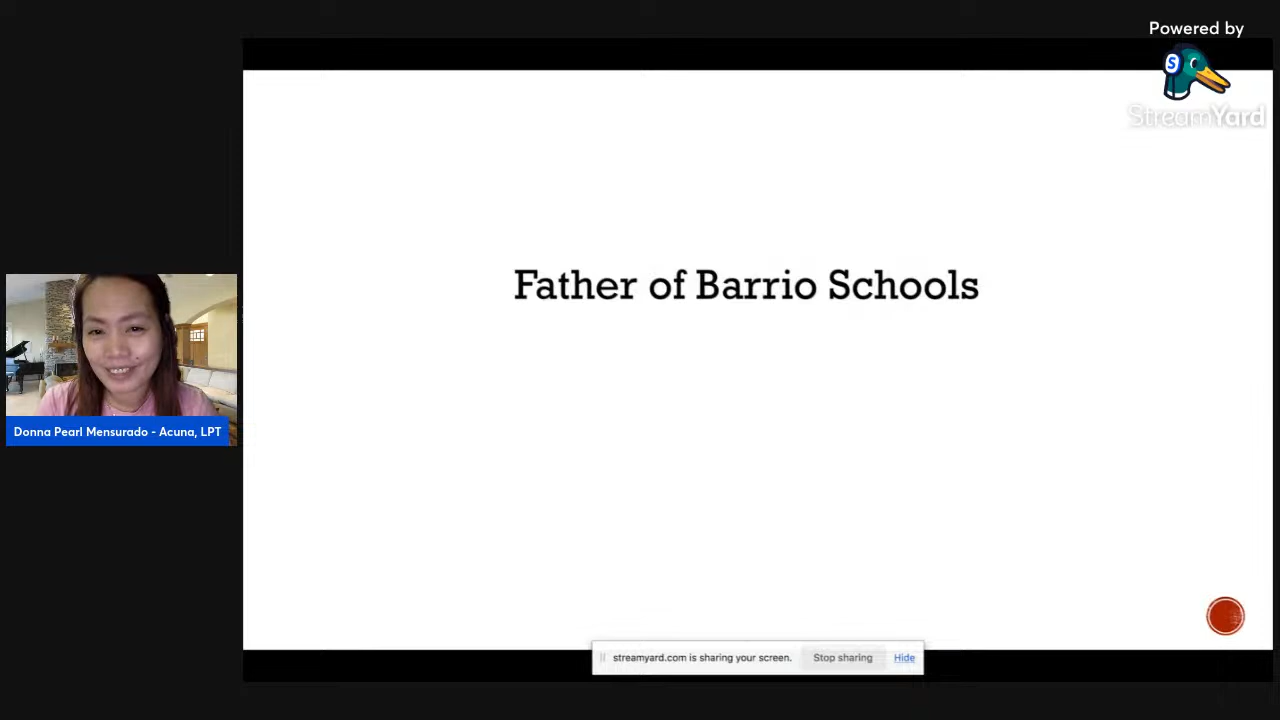 Powered by
S
StreamYard
Father of Barrio Schools
Donna Pearl Mensurado - Acuna, LPT
streamyard.com is sharing your screen. Stop sharing Hide